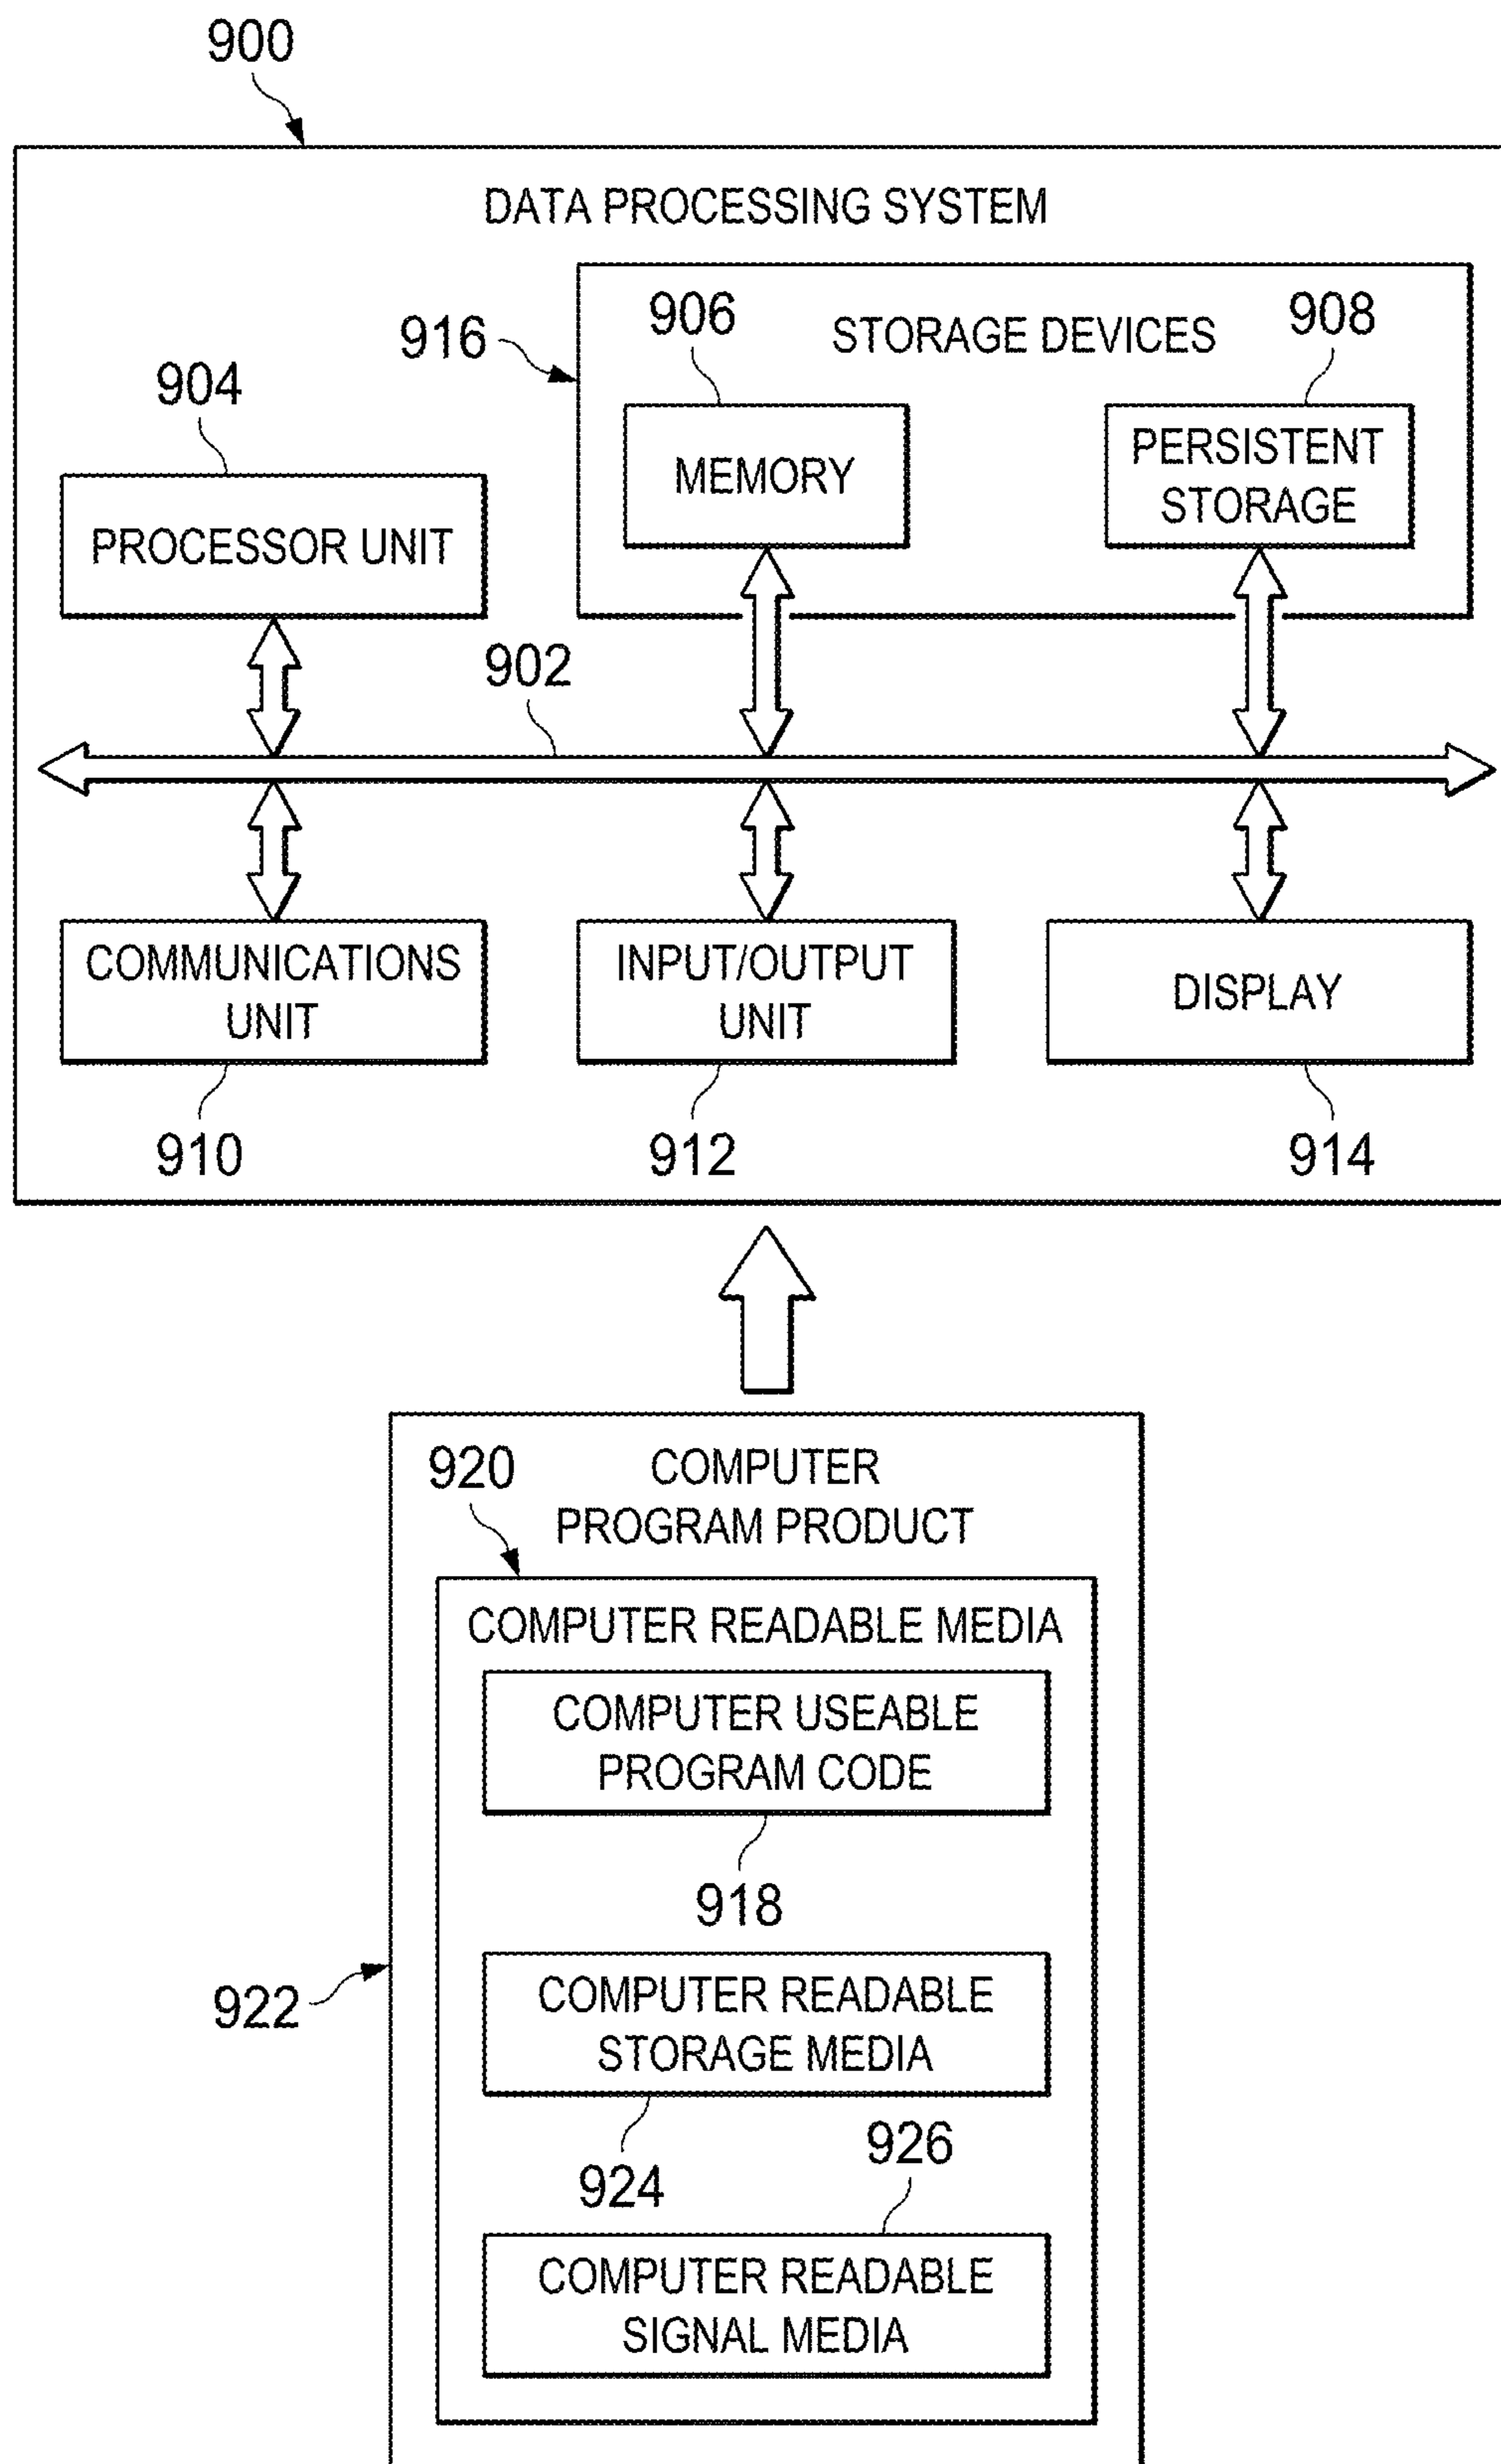 900
DATA PROCESSING SYSTEM
916
906
STORAGE DEVICES
908
904
MEMORY
PERSISTENT
STORAGE
PROCESSOR UNIT
902
COMMUNICATIONS
UNIT
INPUT/OUTPUT
UNIT
DISPLAY
910
912
914
920
COMPUTER
PROGRAM PRODUCT
COMPUTER READABLE MEDIA
COMPUTER USEABLE
PROGRAM CODE
918
922
COMPUTER READABLE
STORAGE MEDIA
924
926
COMPUTER READABLE
SIGNAL MEDIA